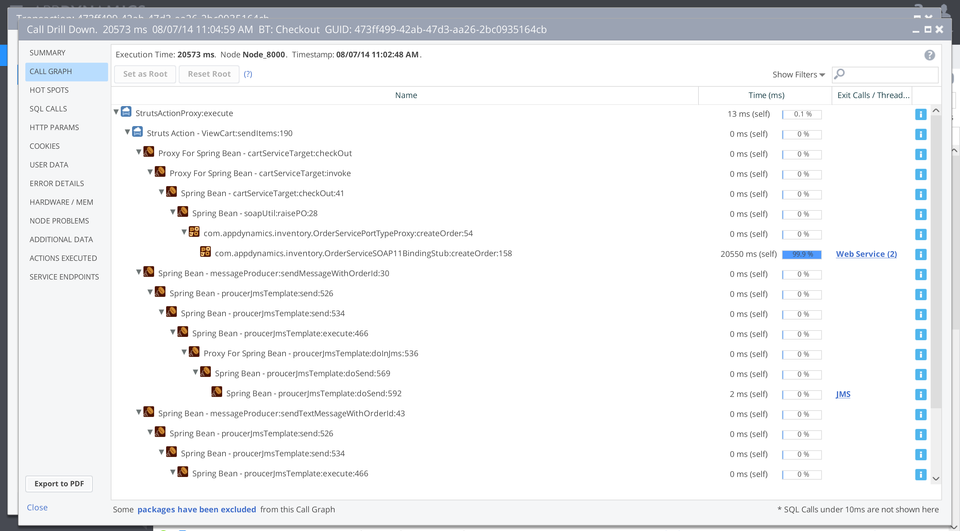 Call Drill Down. 20573 ms 08/07/14 11:04:59 AM BT: Checkout GUID: 473ff499-42ab-47d3-aa26-2bc0935164cb
SUMMARY
CALL GRAPH
HOT SPOTS
SQL CALLS
HTTP PARAMS
COOKIES
USER DATA
ERROR DETAILS
HARDWARE / MEM
NODE PROBLEMS
ADDITIONAL DATA
ACTIONS EXECUTED
SERVICE ENDPOINTS
Export to PDF
Close
Execution Time: 20573 ms. Node Node_8000. Timestamp: 08/07/14 11:02:48 AM.
Set as Root Reset Root (?) Show Filters
Name Time (ms) Exit Calls / Thread...
StrutsActionProxy:execute 13 ms (self) 0.1 %
Struts Action - ViewCart:sendItems:190 0 ms (self) 0 %
Proxy For Spring Bean - cartServiceTarget:checkOut 0 ms (self) 0 %
Proxy For Spring Bean - cartServiceTarget:invoke 0 ms (self) 0 %
Spring Bean - cartServiceTarget:checkOut:41 0 ms (self) 0 %
Spring Bean - soapUtil:raisePO:28 0 ms (self) 0 %
com.appdynamics.inventory.OrderServicePortTypeProxy:createOrder:54 0 ms (self) 0 %
com.appdynamics.inventory.OrderServiceSOAP11BindingStub:createOrder:158 20550 ms (self) 99.9 % Web Service (2)
Spring Bean - messageProducer:sendMessageWithOrderId:30 0 ms (self) 0 %
Spring Bean - proucerJmsTemplate:send:526 0 ms (self) 0 %
Spring Bean - proucerJmsTemplate:send:534 0 ms (self) 0 %
Spring Bean - proucerJmsTemplate:execute:466 0 ms (self) 0 %
Proxy For Spring Bean - proucerJmsTemplate:doInJms:536 0 ms (self) 0 %
Spring Bean - proucerJmsTemplate:doSend:569 0 ms (self) 0 %
Spring Bean - proucerJmsTemplate:doSend:592 2 ms (self) 0 % JMS
Spring Bean - messageProducer:sendTextMessageWithOrderId:43 0 ms (self) 0 %
Spring Bean - proucerJmsTemplate:send:526 0 ms (self) 0 %
Spring Bean - proucerJmsTemplate:send:534 0 ms (self) 0 %
Spring Bean - proucerJmsTemplate:execute:466 0 ms (self) 0 %
Some packages have been excluded from this Call Graph * SQL Calls under 10ms are not shown here